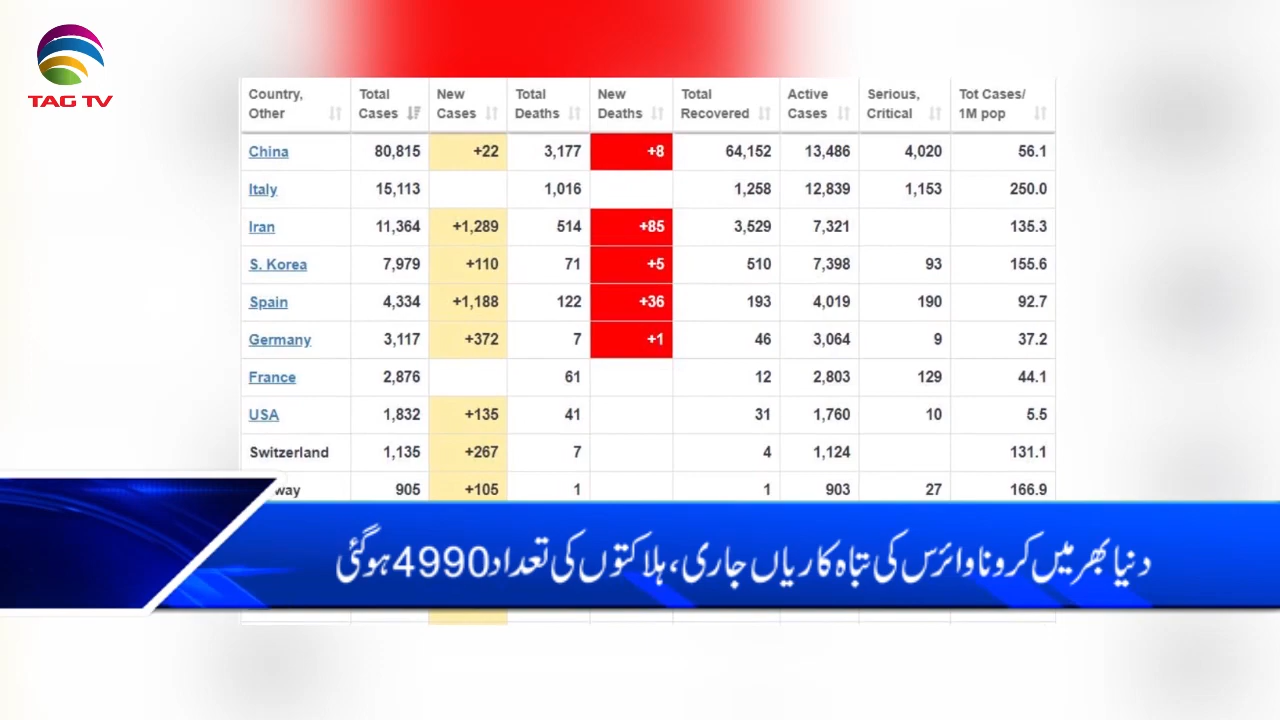 TAG TV
Country, Other Total Cases New Cases Total Deaths New Deaths Total Recovered Active Cases Serious, Critical Tot Cases/ 1M pop
China 80,815 +22 3,177 +8 64,152 13,486 4,020 56.1
Italy 15,113 1,016 1,258 12,839 1,153 250.0
Iran 11,364 +1,289 514 +85 3,529 7,321 135.3
S. Korea 7,979 +110 71 +5 510 7,398 93 155.6
Spain 4,334 +1,188 122 +36 193 4,019 190 92.7
Germany 3,117 +372 7 +1 46 3,064 9 37.2
France 2,876 61 12 2,803 129 44.1
USA 1,832 +135 41 31 1,760 10 5.5
Switzerland 1,135 +267 7 4 1,124 131.1
way 905 +105 1 1 903 27 166.9
دنیا بھر میں کرونا وائرس کی تباہ کاریاں جاری، ہلاکتوں کی تعداد 4990 ہوگئی